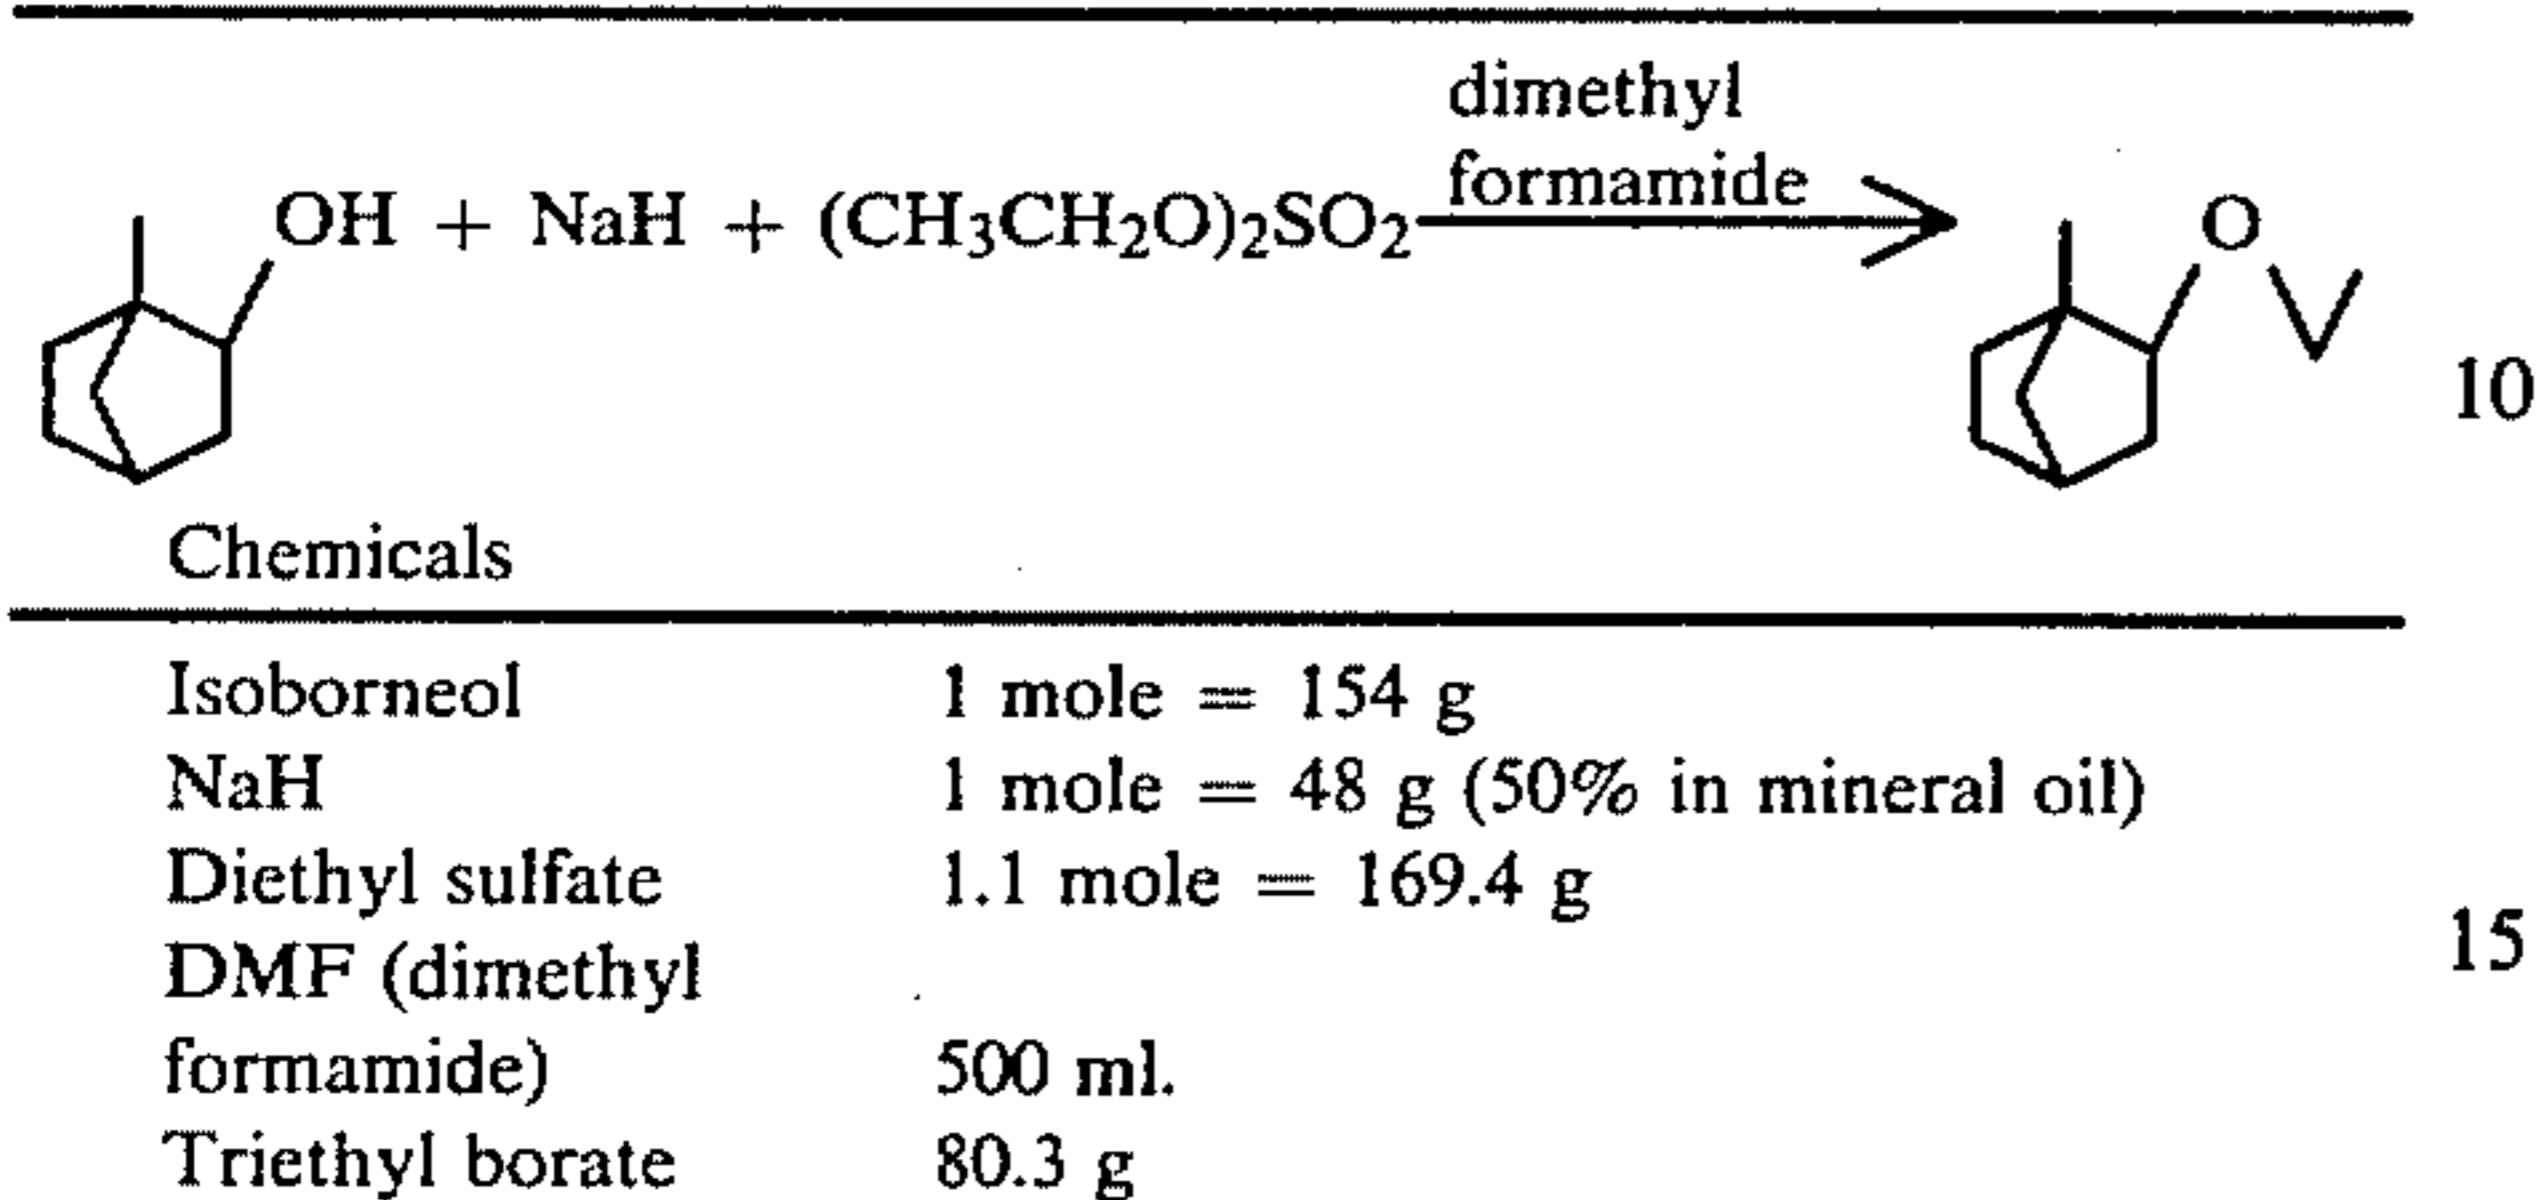 dimethyl
formamide
OH + NaH + (CH₃CH₂O)₂SO₂
O
10
Chemicals
Isoborneol 1 mole = 154 g
NaH 1 mole = 48 g (50% in mineral oil)
Diethyl sulfate 1.1 mole = 169.4 g
DMF (dimethyl
15
formamide) 500 ml.
Triethyl borate 80.3 g